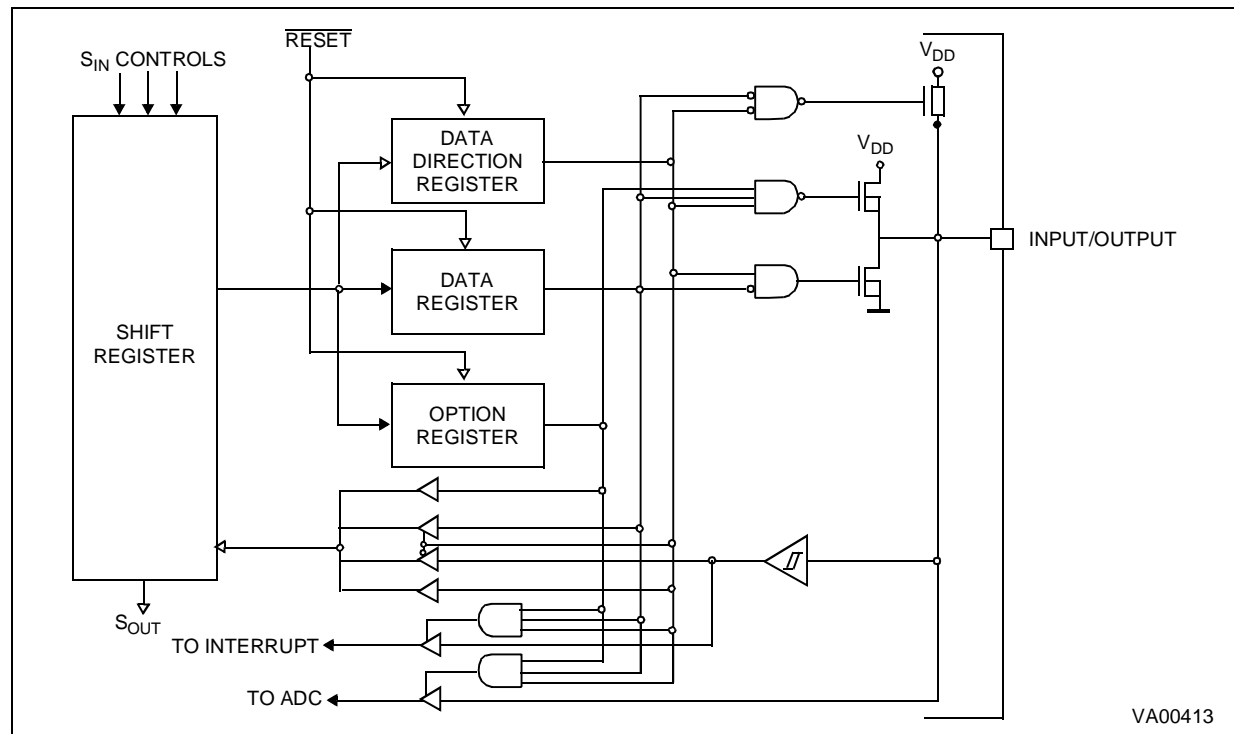 RESET
S_IN CONTROLS
V_DD
DATA
DIRECTION
REGISTER
V_DD
INPUT/OUTPUT
DATA
REGISTER
SHIFT
REGISTER
OPTION
REGISTER
S_OUT
TO INTERRUPT
TO ADC
VA00413